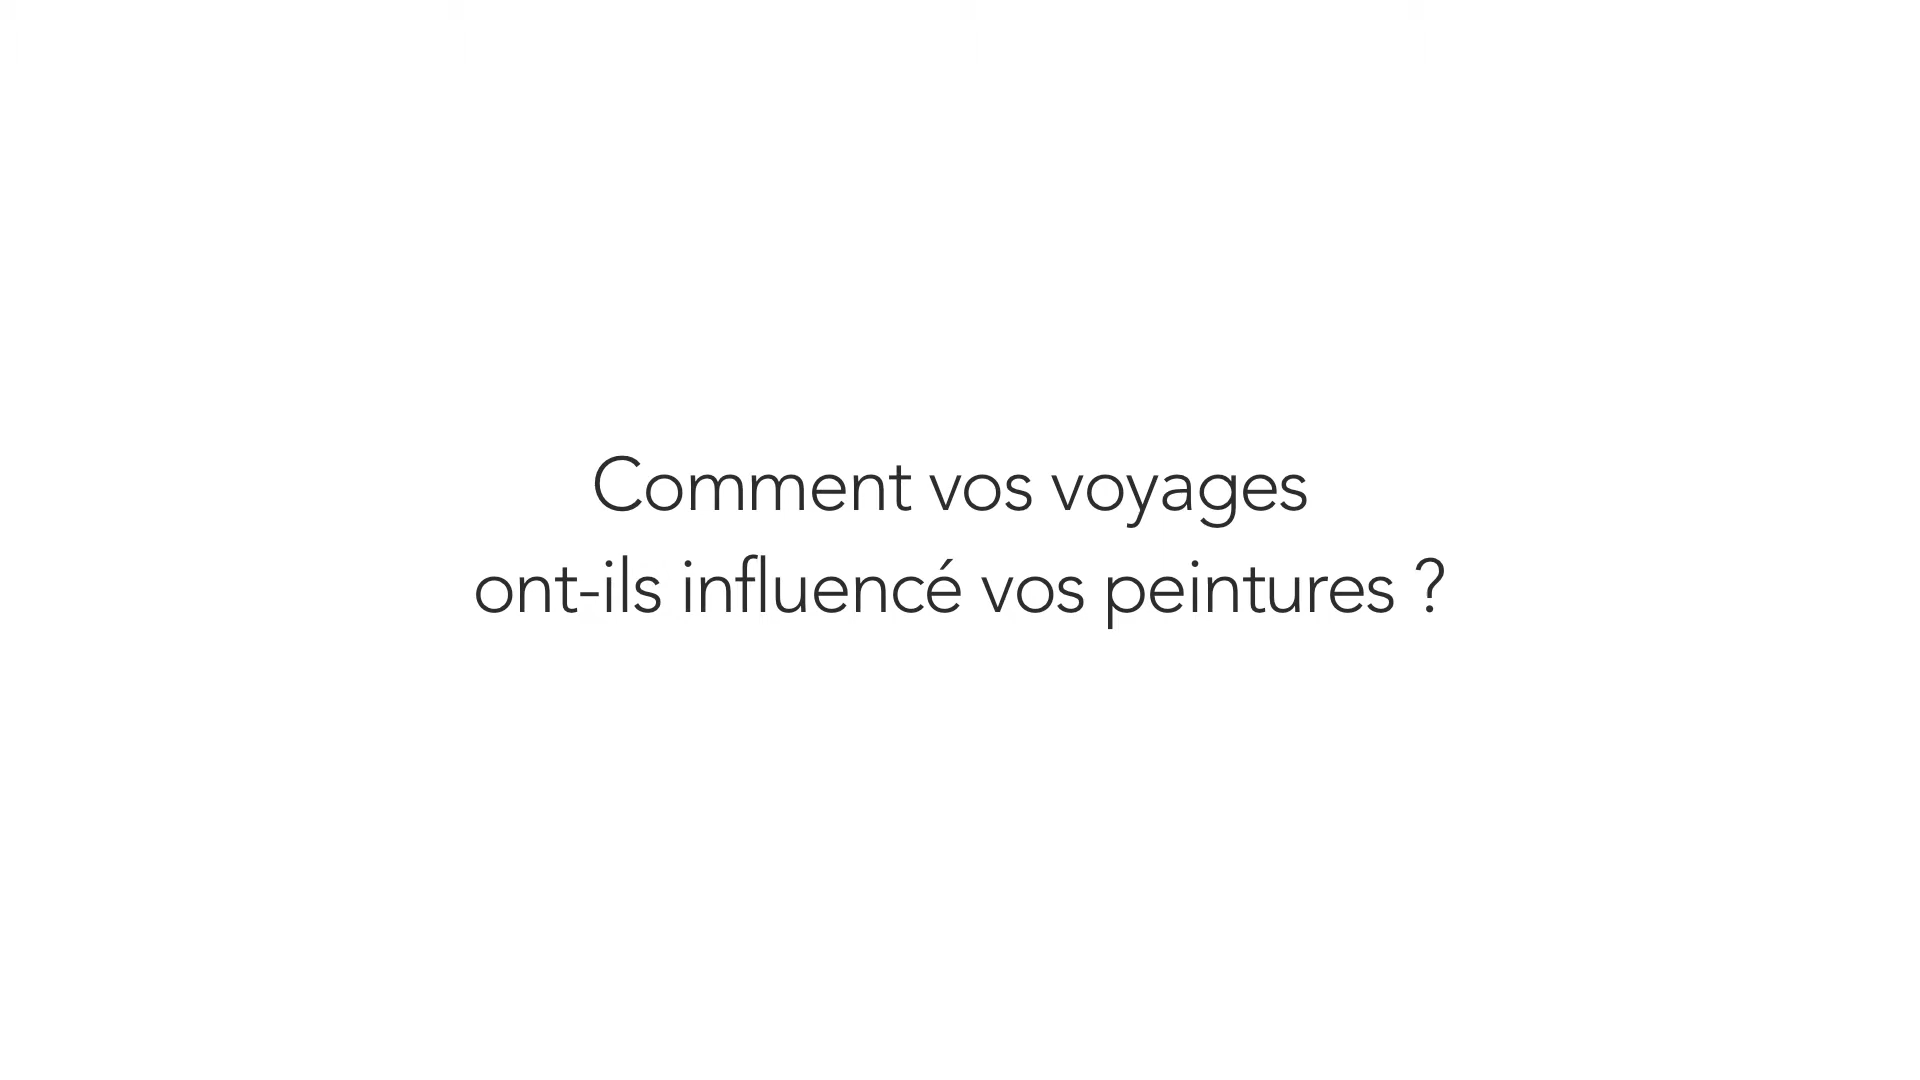 Comment vos voyages
ont-ils influencé vos peintures ?